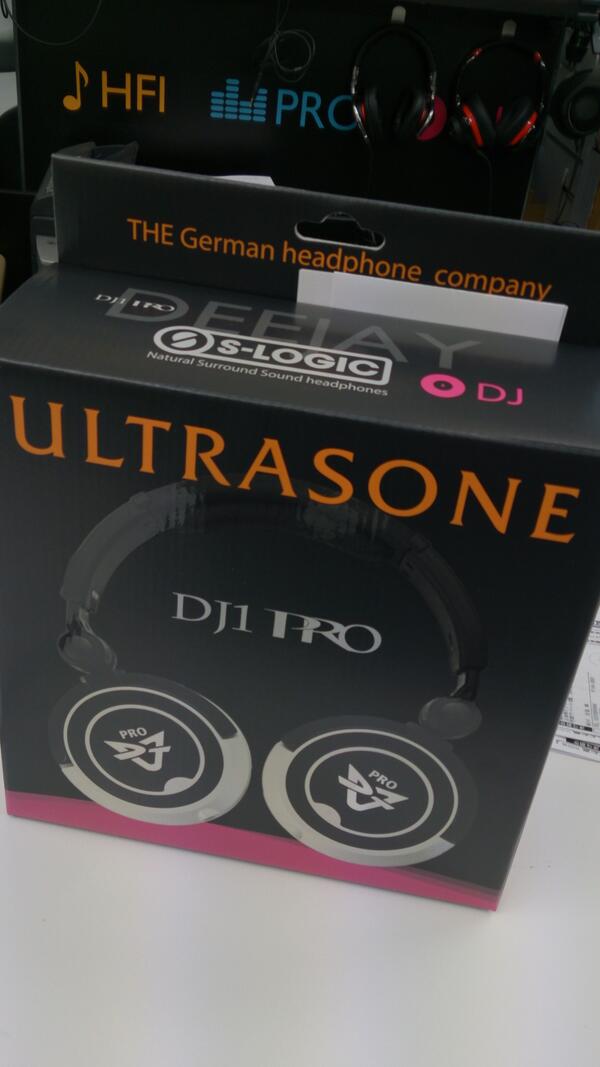 HFI
PRO
THE German headphone company
DJ1 PRO
DEEJAY
S-LOGIC
Natural Surround Sound headphones
DJ
ULTRASONE
DJ1 PRO
PRO
PRO